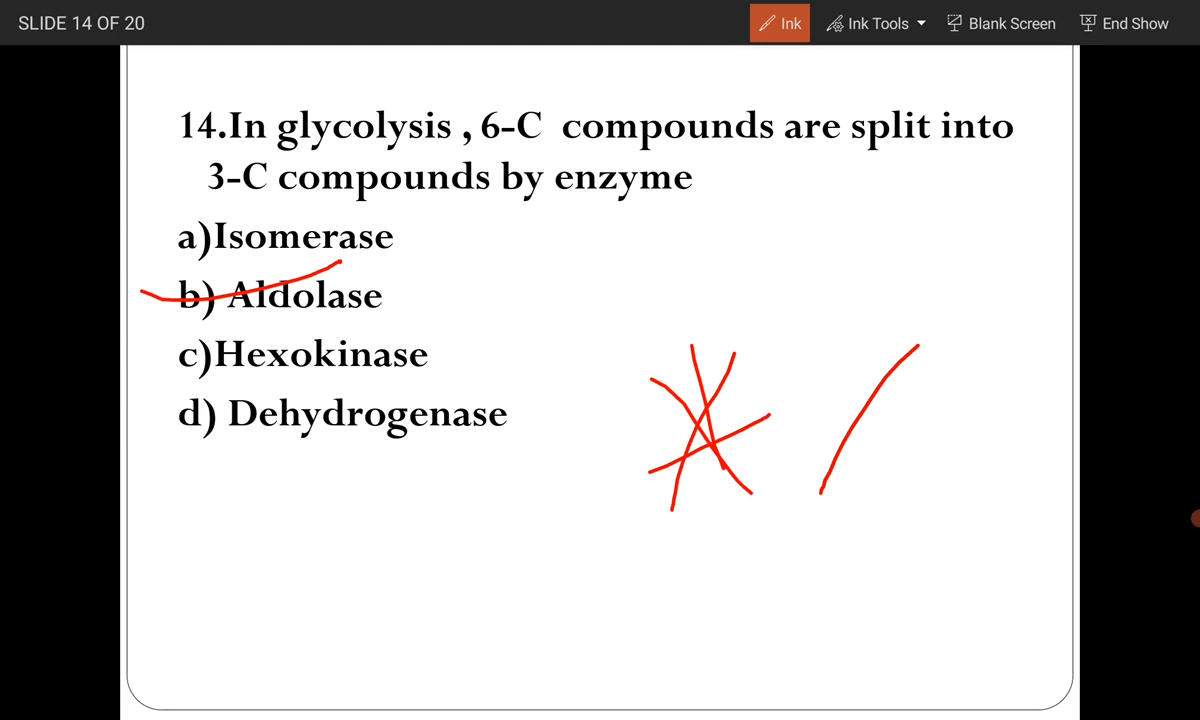 SLIDE 14 OF 20
Ink Ink Tools Blank Screen End Show
14.In glycolysis , 6-C compounds are split into
3-C compounds by enzyme
a)Isomerase
b) Aldolase
c)Hexokinase
d) Dehydrogenase